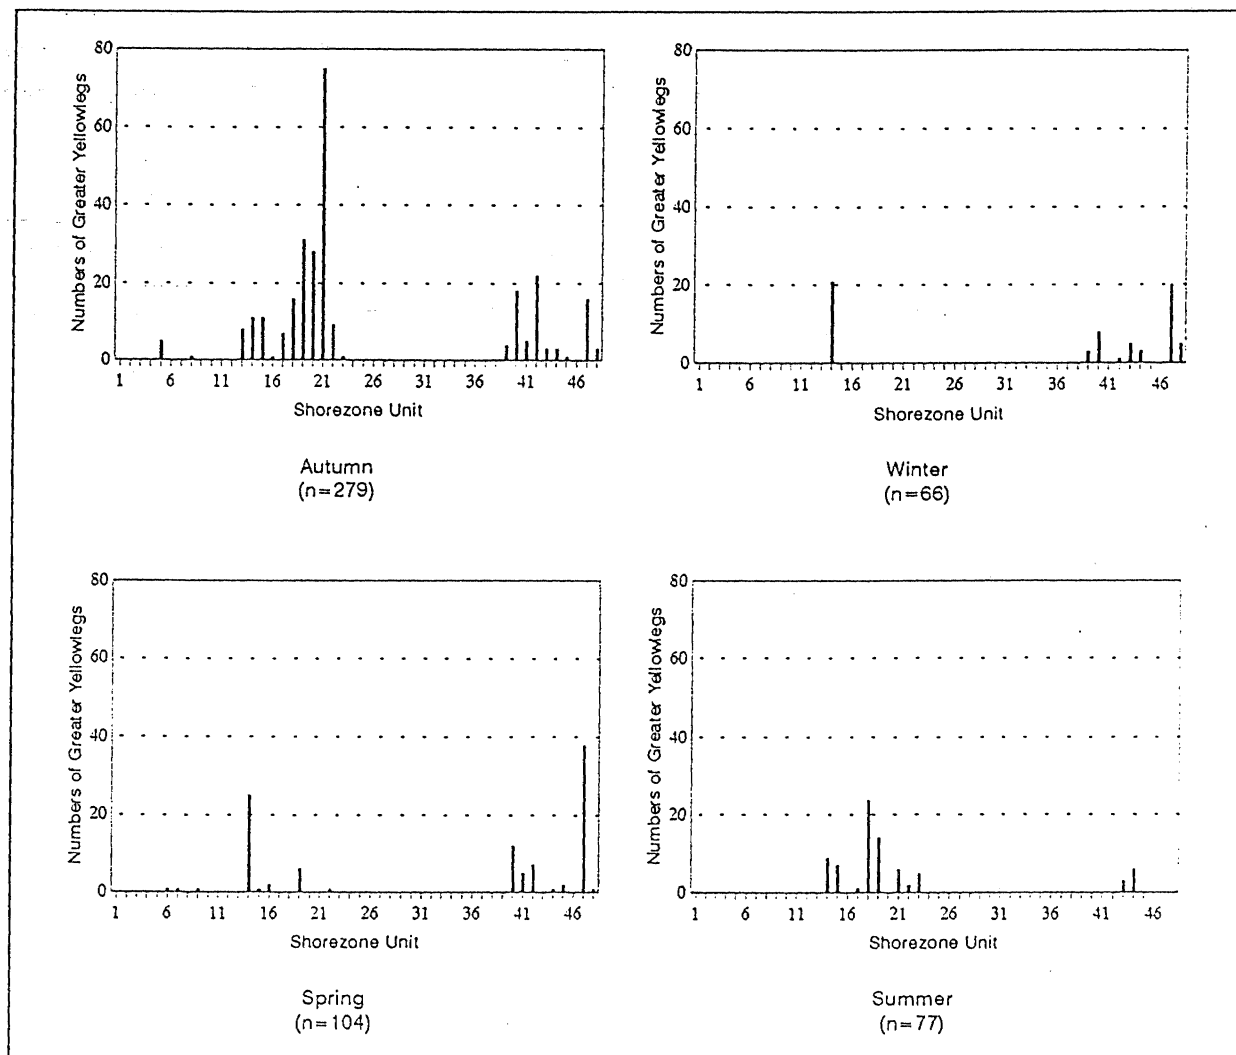 Numbers of Greater Yellowlegs
80
60
40
20
0
1 6 11 16 21 26 31 36 41 46
Shorezone Unit
Autumn
(n=279)
Numbers of Greater Yellowlegs
80
60
40
20
0
1 6 11 16 21 26 31 36 41 46
Shorezone Unit
Winter
(n=66)
Numbers of Greater Yellowlegs
80
60
40
20
0
1 6 11 16 21 26 31 36 41 46
Shorezone Unit
Spring
(n=104)
Numbers of Greater Yellowlegs
80
60
40
20
0
1 6 11 16 21 26 31 36 41 46
Shorezone Unit
Summer
(n=77)